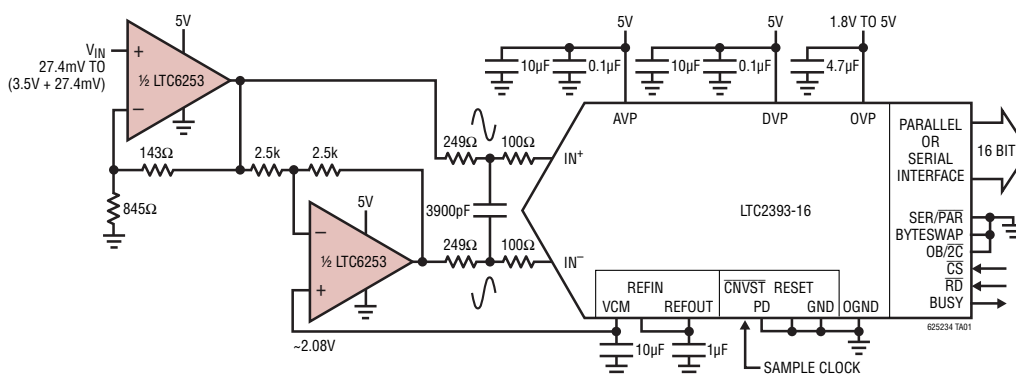 5V
VIN
27.4mV TO
(3.5V + 27.4mV)
+
–
½ LTC6253
143Ω
845Ω
2.5k
2.5k
5V
–
+
½ LTC6253
~2.08V
249Ω
100Ω
3900pF
249Ω
100Ω
5V
10µF
0.1µF
5V
10µF
0.1µF
1.8V TO 5V
4.7µF
AVP
DVP
OVP
IN+
IN–
LTC2393-16
PARALLEL
OR
SERIAL
INTERFACE
16 BIT
SER/PAR
BYTESWAP
OB/2C
CS
RD
BUSY
REFIN
VCM
REFOUT
CNVST
RESET
PD
GND
OGND
10µF
1µF
SAMPLE CLOCK
625234 TA01